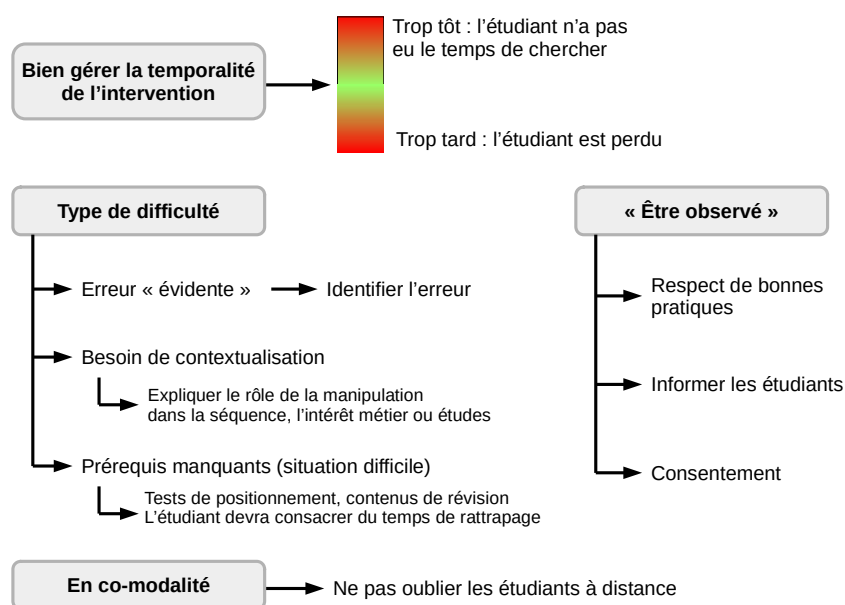 Bien gérer la temporalité
de l’intervention
Trop tôt : l’étudiant n’a pas
eu le temps de chercher
Trop tard : l’étudiant est perdu
Type de difficulté
Erreur « évidente »
Identifier l’erreur
Besoin de contextualisation
Expliquer le rôle de la manipulation
dans la séquence, l’intérêt métier ou études
Prérequis manquants (situation difficile)
Tests de positionnement, contenus de révision
L’étudiant devra consacrer du temps de rattrapage
« Être observé »
Respect de bonnes
pratiques
Informer les étudiants
Consentement
En co-modalité
Ne pas oublier les étudiants à distance